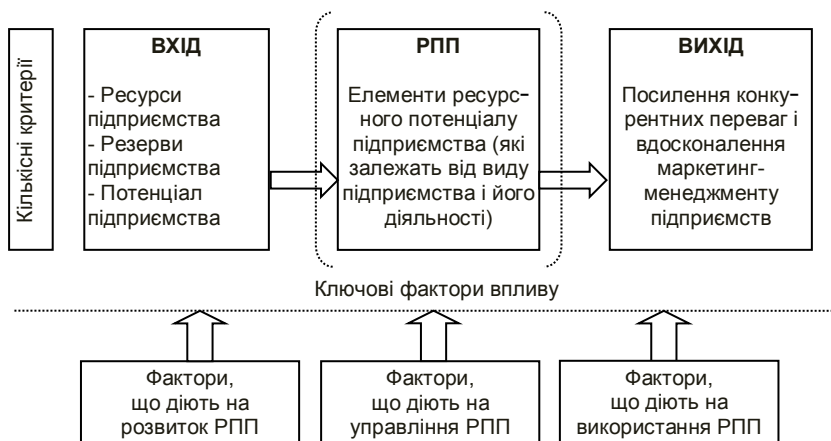 Кількісні критерії
ВХІД
- Ресурси
підприємства
- Резерви
підприємства
- Потенціал
підприємства
РПП
Елементи ресурс-
ного потенціалу
підприємства (які
залежать від виду
підприємства і його
діяльності)
ВИХІД
Посилення конку-
рентних переваг і
вдосконалення
маркетинг-
менеджменту
підприємств
Ключові фактори впливу
Фактори,
що діють на
розвиток РПП
Фактори,
що діють на
управління РПП
Фактори,
що діють на
використання РПП